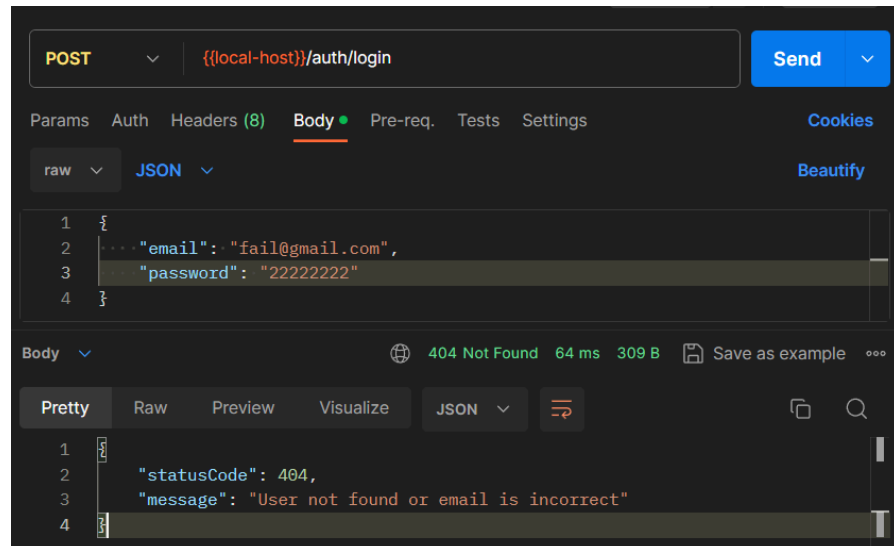 POST {{local-host}}/auth/login Send
Params Auth Headers (8) Body Pre-req. Tests Settings Cookies
raw JSON Beautify
1 {
2 "email": "fail@gmail.com",
3 "password": "22222222"
4 }
Body 404 Not Found 64 ms 309 B Save as example
Pretty Raw Preview Visualize JSON
1 {
2 "statusCode": 404,
3 "message": "User not found or email is incorrect"
4 }